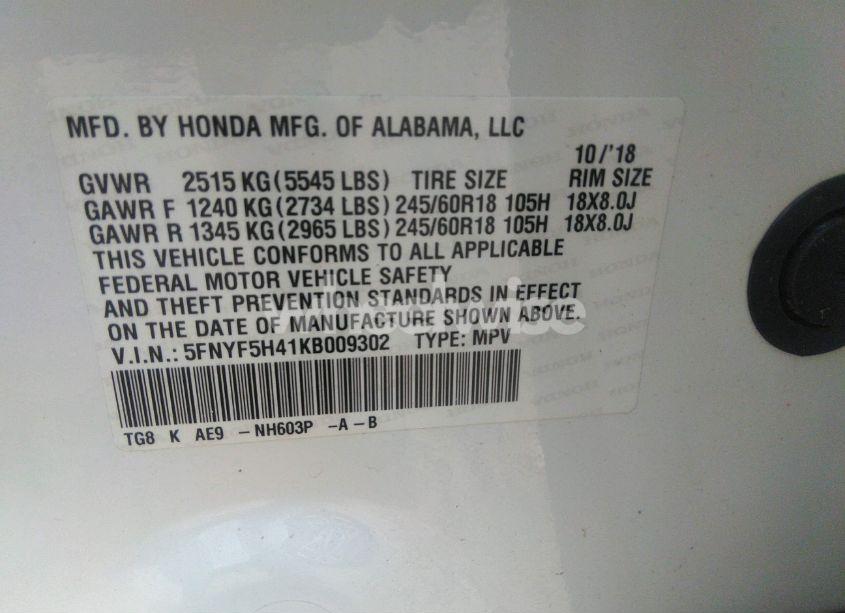 MFD. BY HONDA MFG. OF ALABAMA, LLC
10/'18
GVWR 2515 KG (5545 LBS) TIRE SIZE RIM SIZE
GAWR F 1240 KG (2734 LBS) 245/60R18 105H 18X8.0J
GAWR R 1345 KG (2965 LBS) 245/60R18 105H 18X8.0J
THIS VEHICLE CONFORMS TO ALL APPLICABLE
FEDERAL MOTOR VEHICLE SAFETY
AND THEFT PREVENTION STANDARDS IN EFFECT
ON THE DATE OF MANUFACTURE SHOWN ABOVE.
V.I.N.: 5FNYF5H41KB009302 TYPE: MPV
TG8 K AE9 -NH603P -A-B